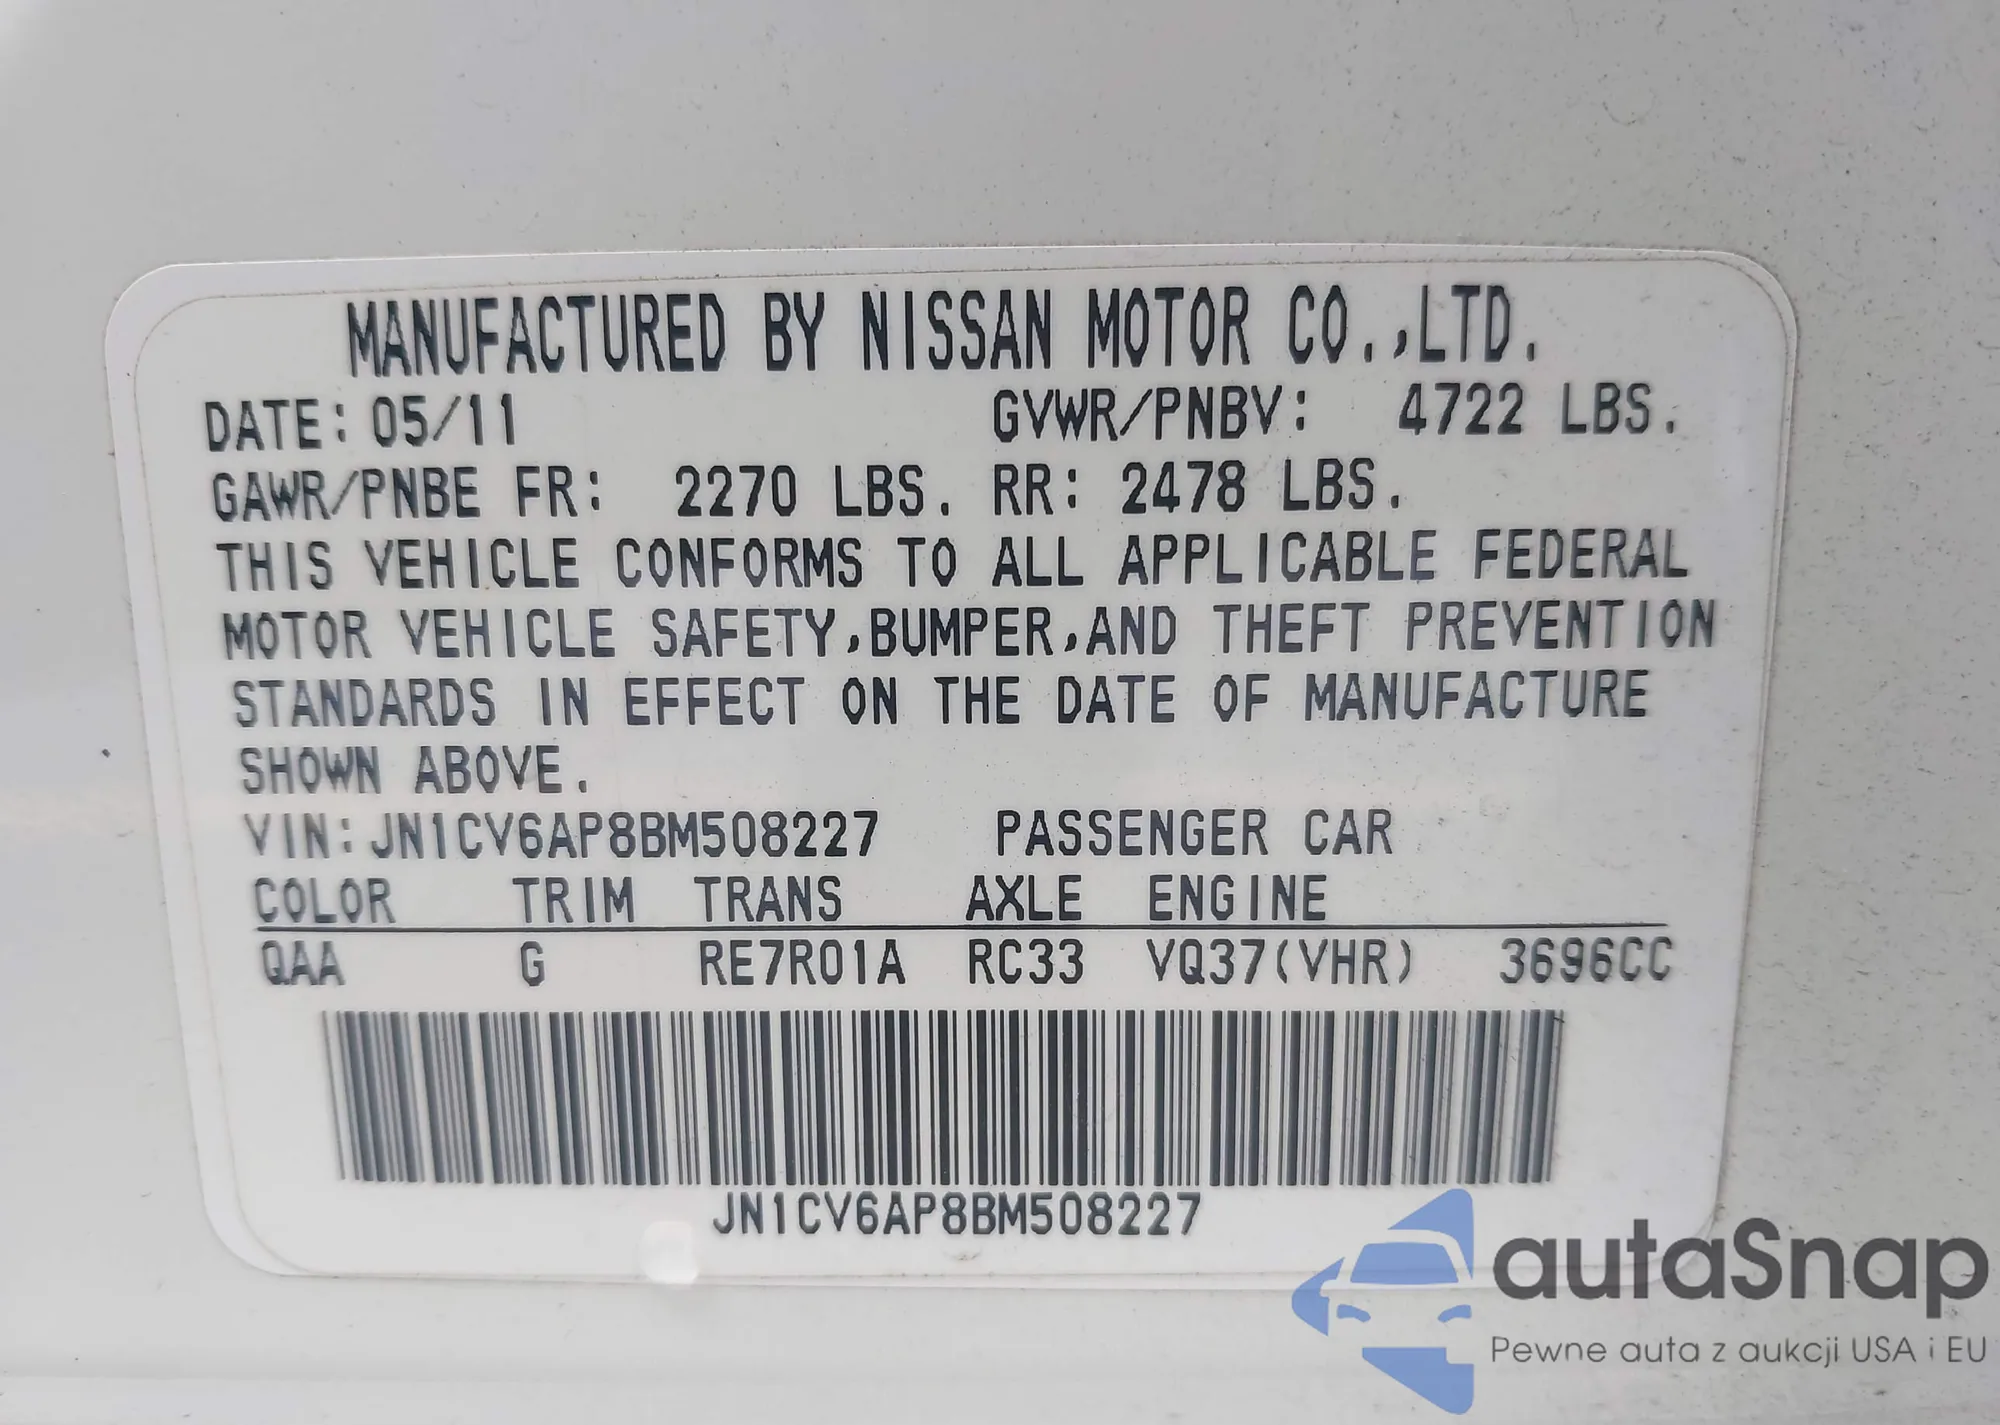 MANUFACTURED BY NISSAN MOTOR CO.,LTD.
DATE: 05/11 GVWR/PNBV: 4722 LBS.
GAWR/PNBE FR: 2270 LBS. RR: 2478 LBS.
THIS VEHICLE CONFORMS TO ALL APPLICABLE FEDERAL
MOTOR VEHICLE SAFETY,BUMPER,AND THEFT PREVENTION
STANDARDS IN EFFECT ON THE DATE OF MANUFACTURE
SHOWN ABOVE.
VIN:JN1CV6AP8BM508227 PASSENGER CAR
COLOR TRIM TRANS AXLE ENGINE
QAA G RE7R01A RC33 VQ37(VHR) 3696CC
JN1CV6AP8BM508227
autaSnap
Pewne auta z aukcji USA i EU